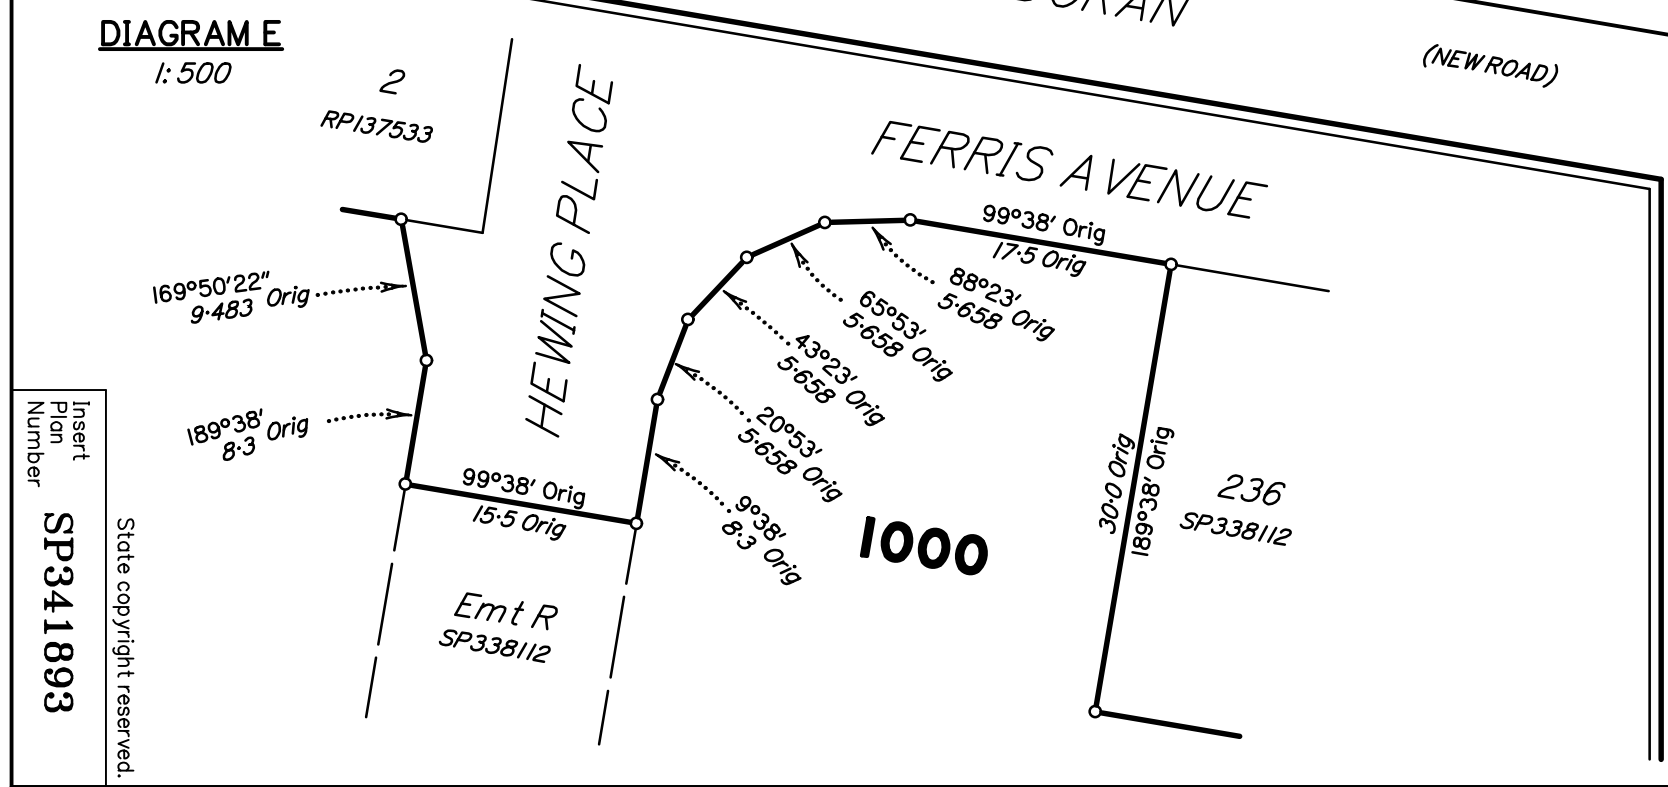 DIAGRAM E
1:500
(NEW ROAD)
2
RP137533
HEWING PLACE
FERRIS AVENUE
99°38′ Orig
17·5 Orig
88°23′
5·658 Orig
65°53′
5·658 Orig
43°23′
5·658 Orig
20°53′
5·658 Orig
9°38′
8·3 Orig
169°50′22″
9·483 Orig
189°38′
8·3 Orig
99°38′ Orig
15·5 Orig
30·0 Orig
189°38′ Orig
236
SP338112
1000
Emt R
SP338112
Insert
Plan
Number
SP341893
State copyright reserved.